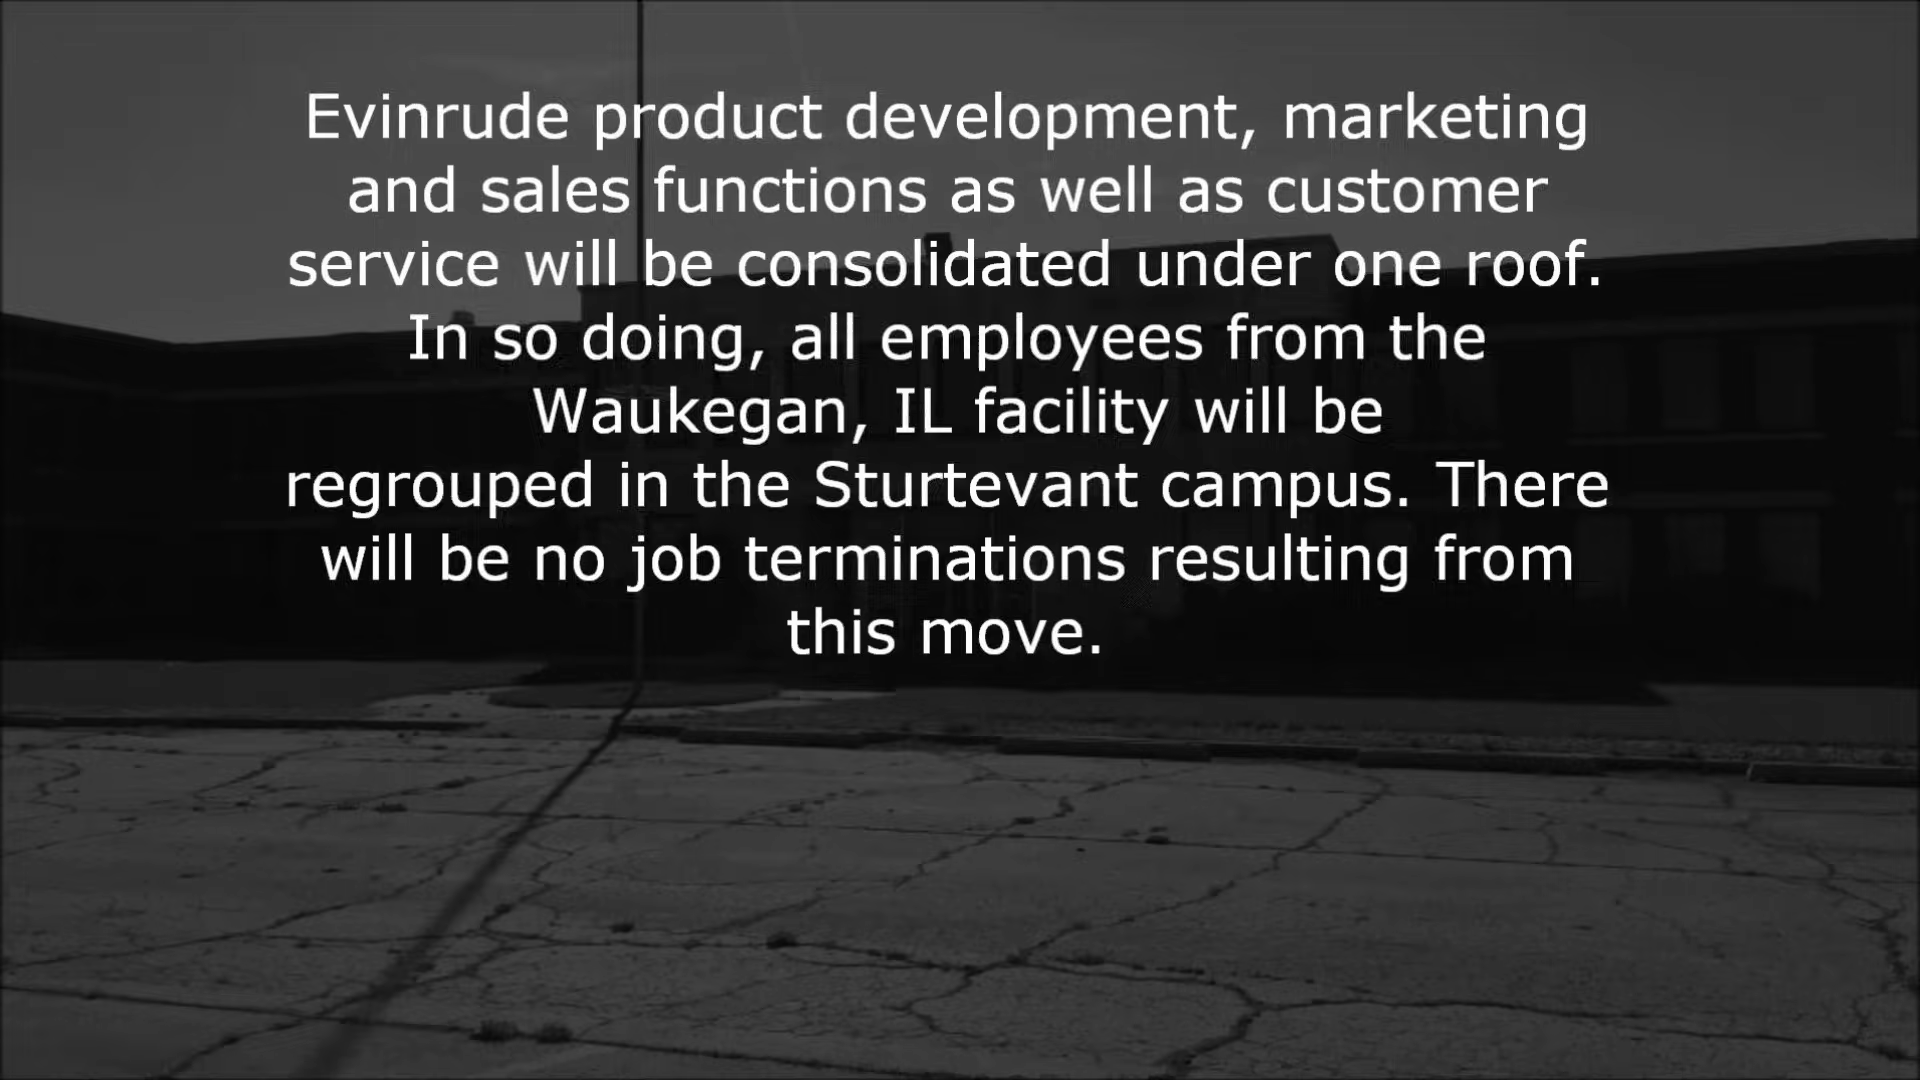 Evinrude product development, marketing
and sales functions as well as customer
service will be consolidated under one roof.
In so doing, all employees from the
Waukegan, IL facility will be
regrouped in the Sturtevant campus. There
will be no job terminations resulting from
this move.